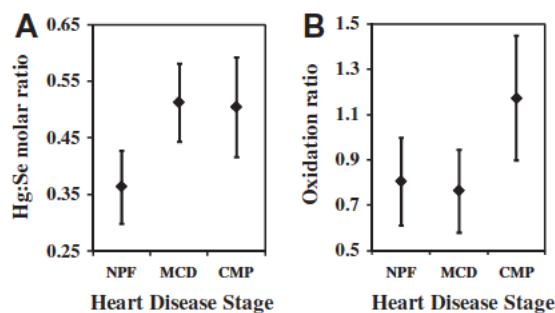 A
Hg:Se molar ratio
0.65
0.55
0.45
0.35
0.25
NPF MCD CMP
Heart Disease Stage
B
Oxidation ratio
1.5
1.3
1.1
0.9
0.7
0.5
NPF MCD CMP
Heart Disease Stage